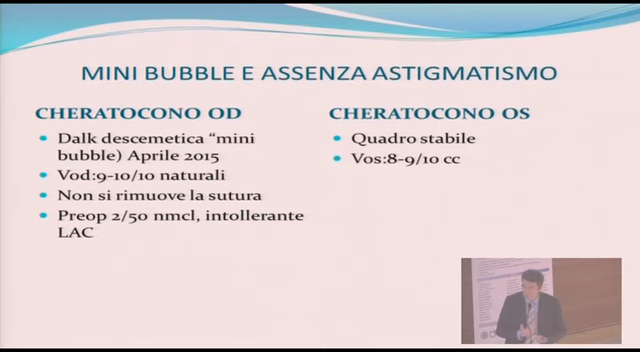 MINI BUBBLE E ASSENZA ASTIGMATISMO
CHERATOCONO OD
Dalk descemetica “mini
bubble) Aprile 2015
Vod:9-10/10 naturali
Non si rimuove la sutura
Preop 2/50 nmcl, intollerante
LAC
CHERATOCONO OS
Quadro stabile
Vos:8-9/10 cc